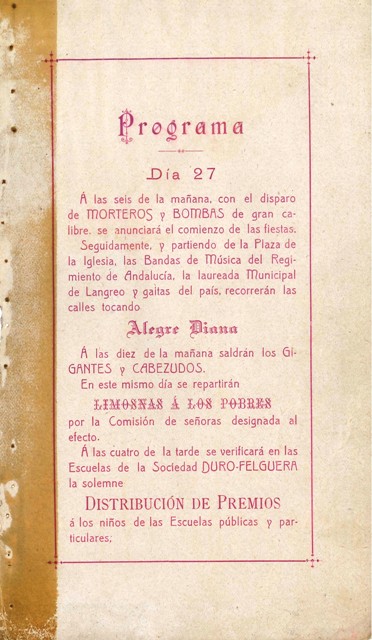 Programa
Día 27
Á las seis de la mañana, con el disparo
de MORTEROS y BOMBAS de gran ca-
libre, se anunciará el comienzo de las fiestas.
Seguidamente, y partiendo de la Plaza de
la Iglesia, las Bandas de Música del Regi-
miento de Andalucía, la laureada Municipal
de Langreo y gaitas del país, recorrerán las
calles tocando
Alegre Diana
Á las diez de la mañana saldrán los GI-
GANTES y CABEZUDOS.
En este mismo día se repartirán
LIMOSNAS Á LOS POBRES
por la Comisión de señoras designada al
efecto.
Á las cuatro de la tarde se verificará en las
Escuelas de la Sociedad DURO-FELGUERA
la solemne
DISTRIBUCIÓN DE PREMIOS
á los niños de las Escuelas públicas y par-
ticulares.